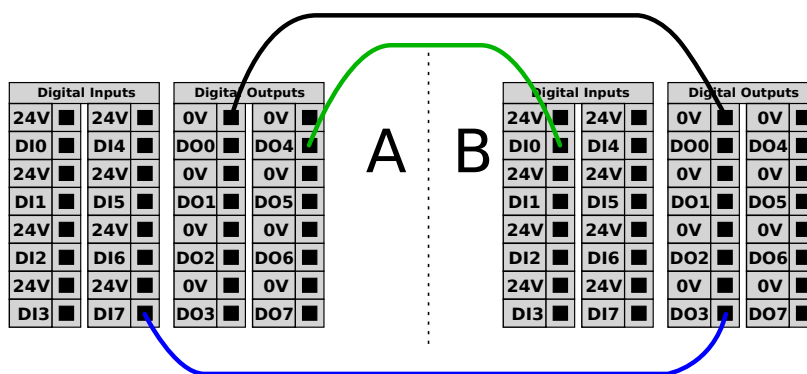 Digital Inputs Digital Outputs Digital Inputs Digital Outputs
24V 24V 0V 0V 24V 24V 0V 0V
DI0 DI4 DO0 DO4 A B DI0 DI4 DO0 DO4
24V 24V 0V 0V 24V 24V 0V 0V
DI1 DI5 DO1 DO5 DI1 DI5 DO1 DO5
24V 24V 0V 0V 24V 24V 0V 0V
DI2 DI6 DO2 DO6 DI2 DI6 DO2 DO6
24V 24V 0V 0V 24V 24V 0V 0V
DI3 DI7 DO3 DO7 DI3 DI7 DO3 DO7